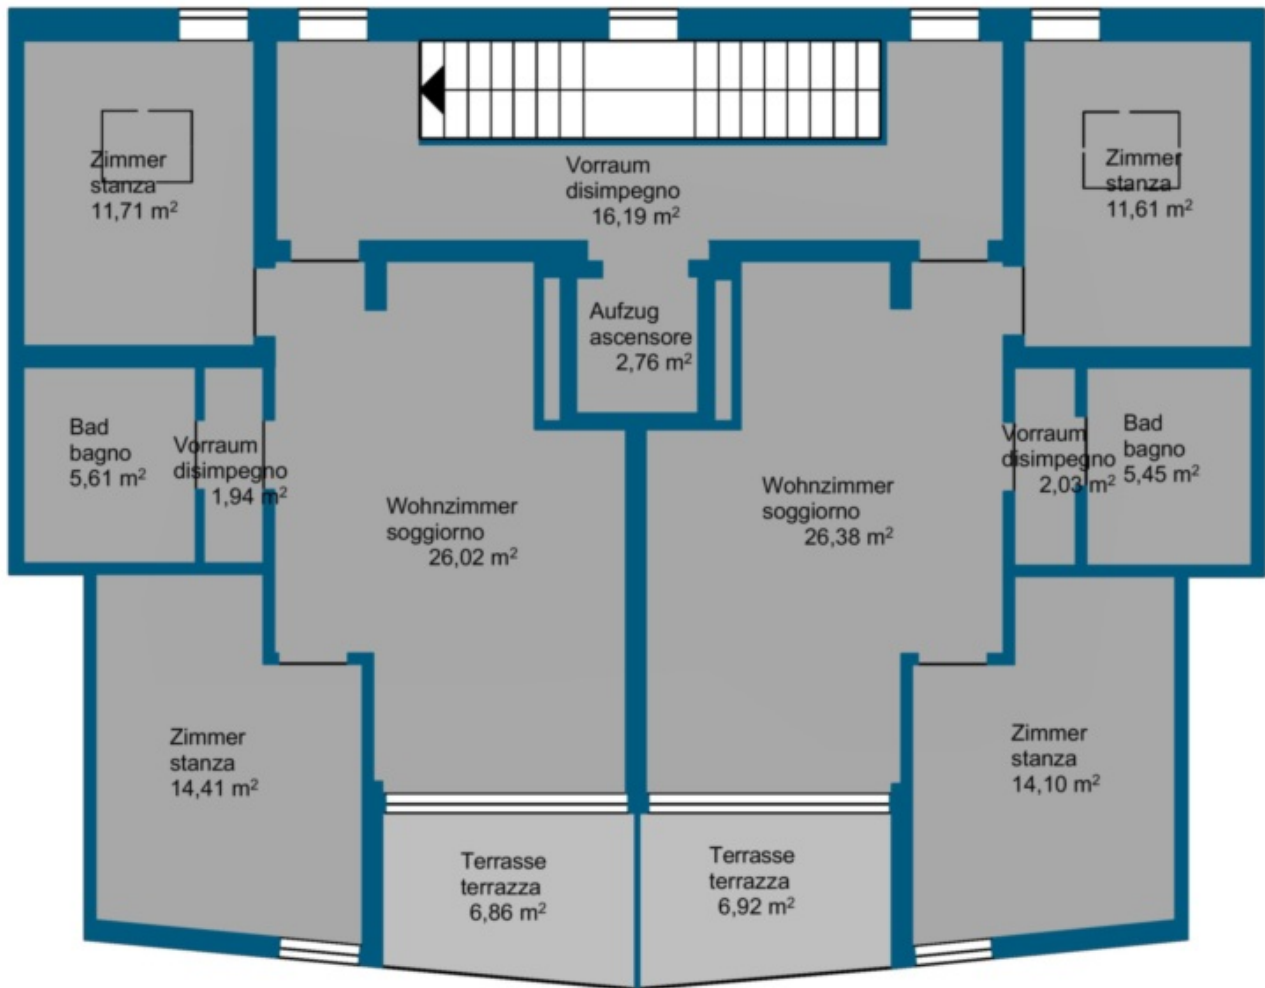 Zimmer
stanza
11,71 m²
Vorraum
disimpegno
16,19 m²
Zimmer
stanza
11,61 m²
Aufzug
ascensore
2,76 m²
Bad
bagno
5,61 m²
Vorraum
disimpegno
1,94 m²
Wohnzimmer
soggiorno
26,02 m²
Wohnzimmer
soggiorno
26,38 m²
Vorraum
disimpegno
2,03 m²
Bad
bagno
5,45 m²
Zimmer
stanza
14,41 m²
Zimmer
stanza
14,10 m²
Terrasse
terrazza
6,86 m²
Terrasse
terrazza
6,92 m²